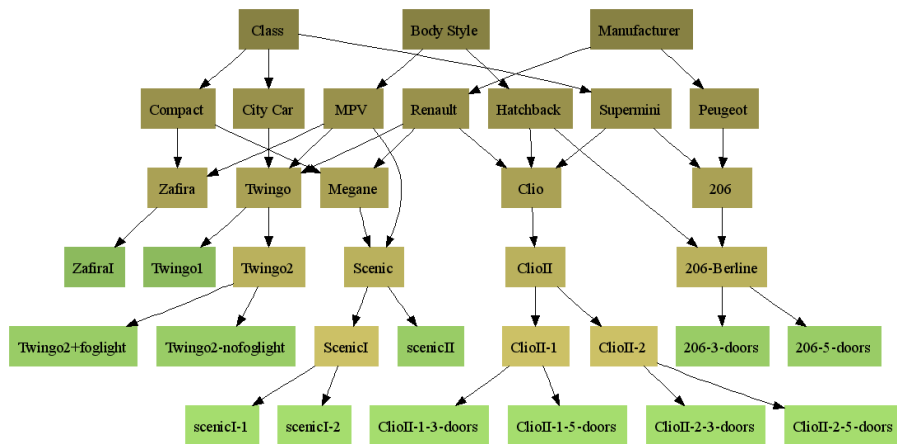 Class
Body Style
Manufacturer
Compact
City Car
MPV
Renault
Hatchback
Supermini
Peugeot
Zafira
Twingo
Megane
Clio
206
ZafiraI
Twingo1
Twingo2
Scenic
ClioII
206-Berline
Twingo2+foglight
Twingo2-nofoglight
ScenicI
scenicII
ClioII-1
ClioII-2
206-3-doors
206-5-doors
scenicI-1
scenicI-2
ClioII-1-3-doors
ClioII-1-5-doors
ClioII-2-3-doors
ClioII-2-5-doors